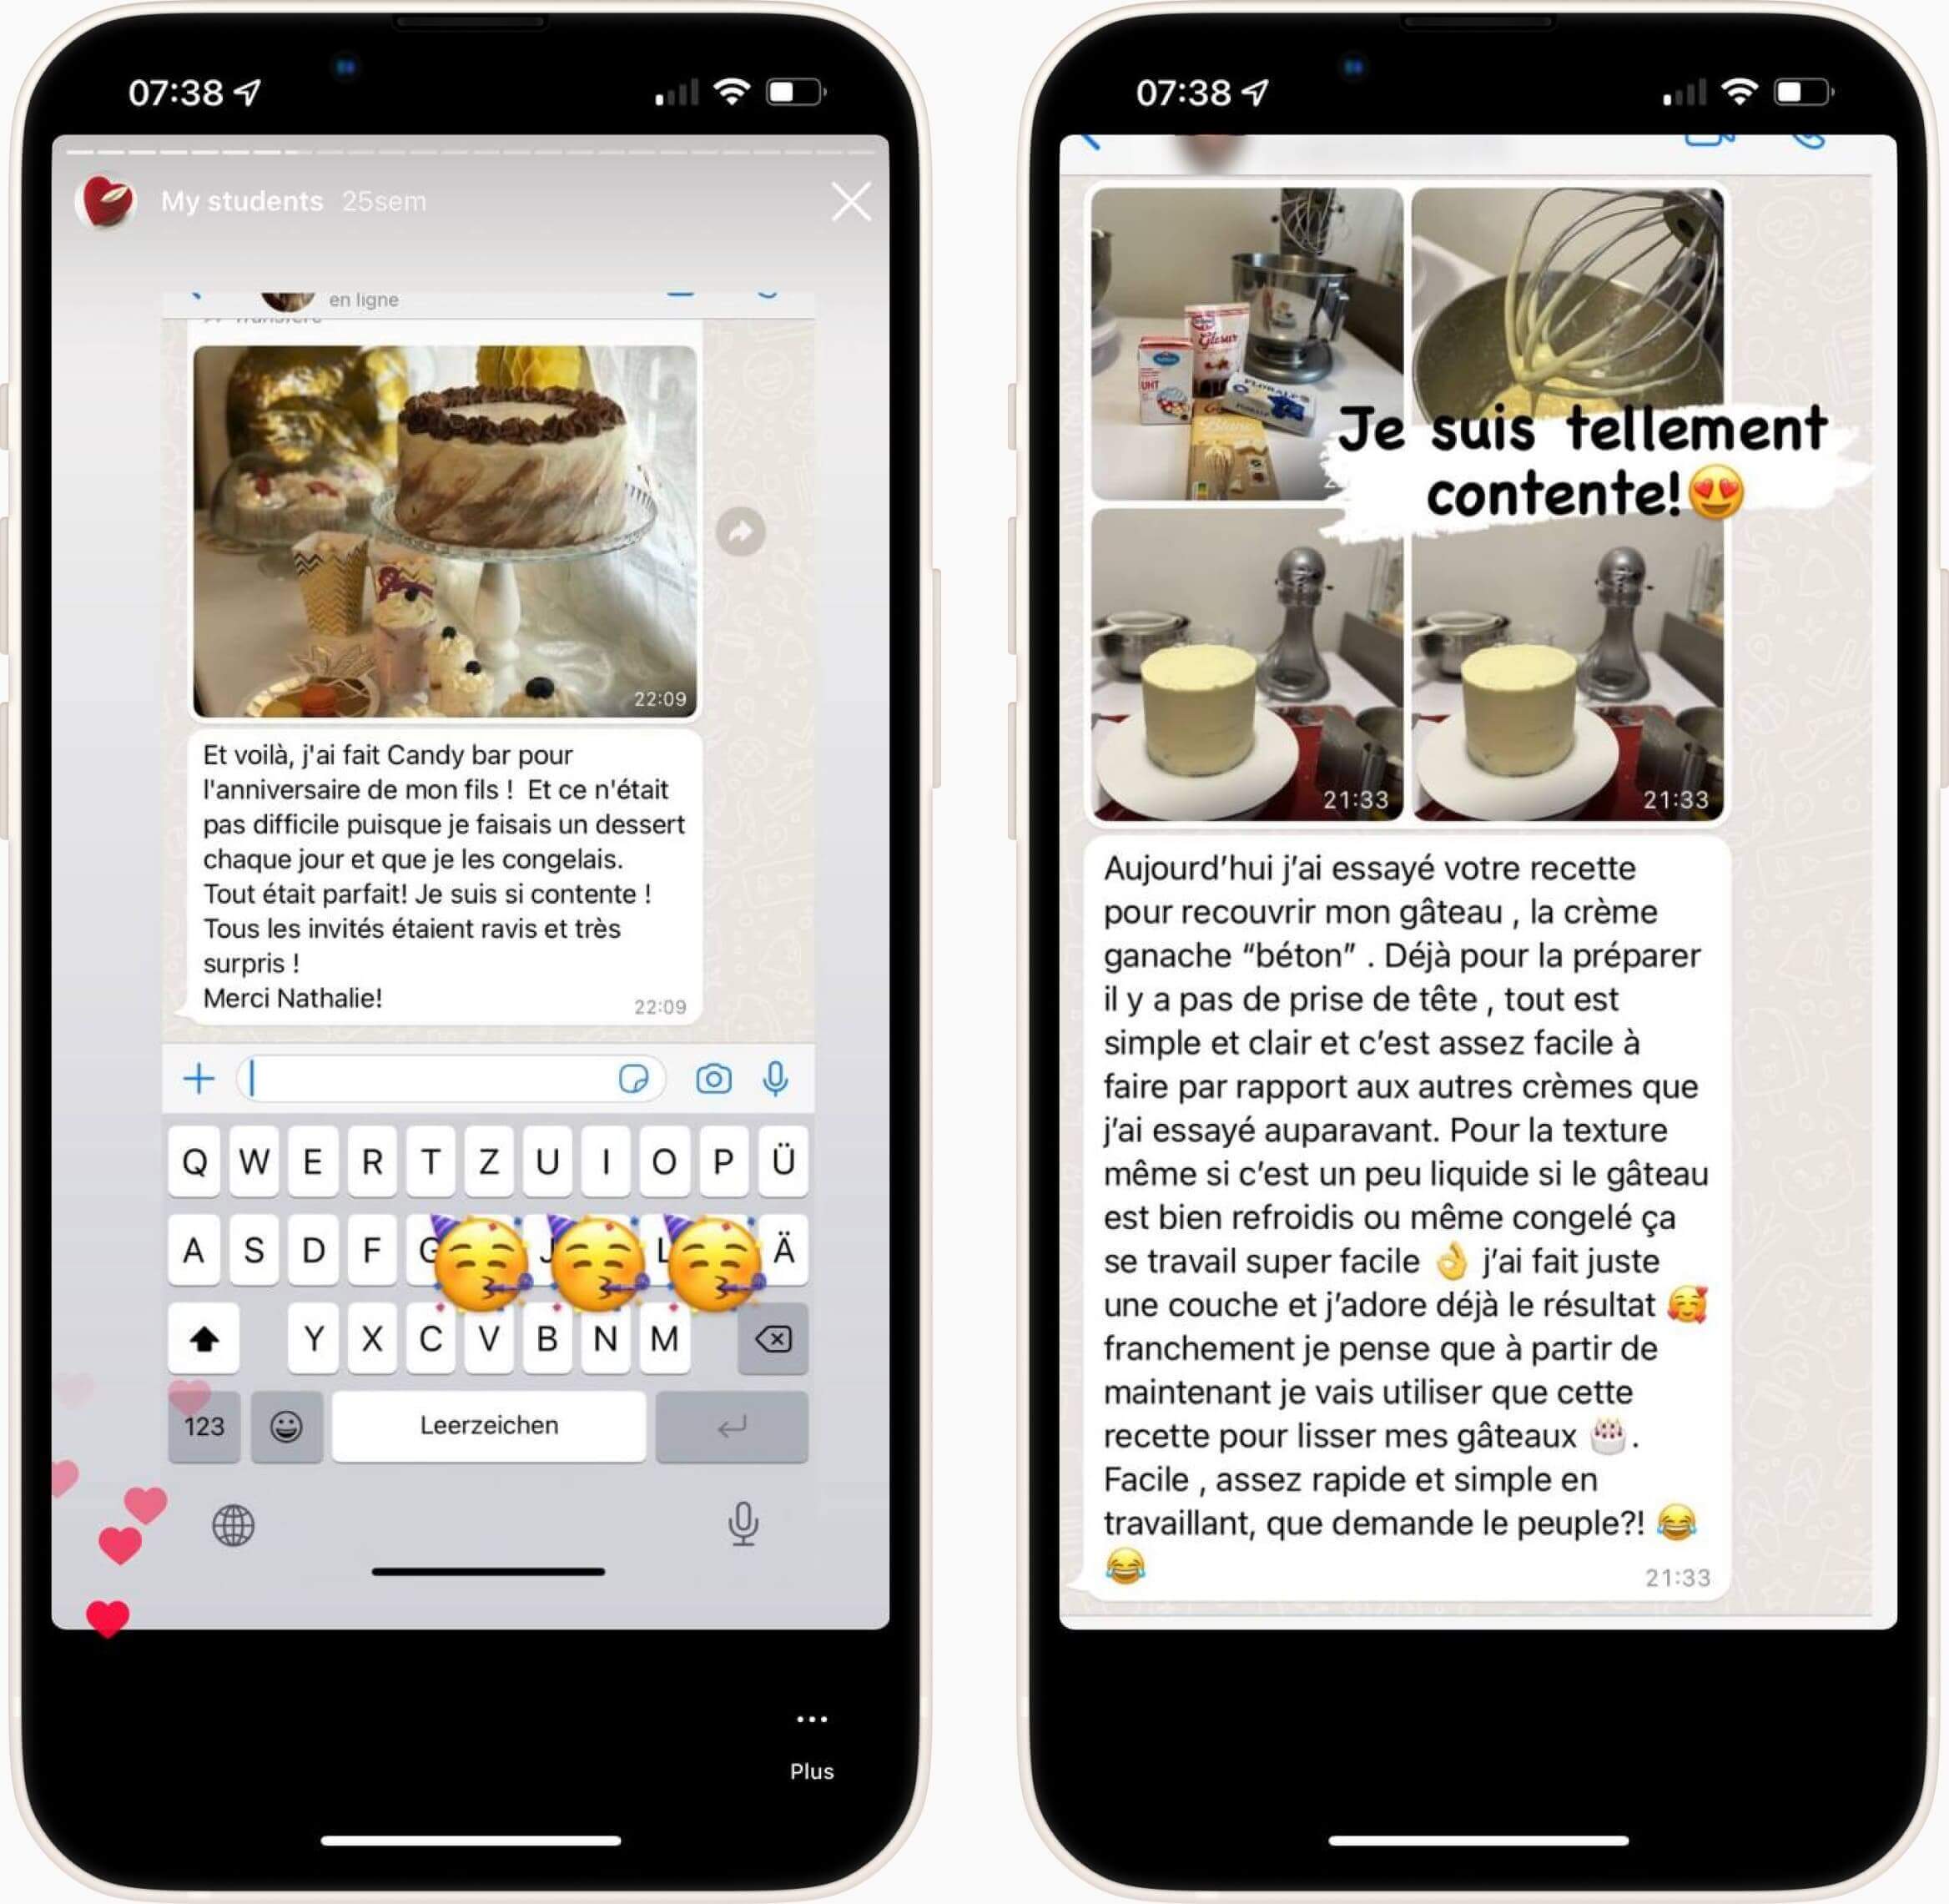 07:38
My students 25sem
en ligne
22:09
Et voilà, j'ai fait Candy bar pour
l'anniversaire de mon fils ! Et ce n'était
pas difficile puisque je faisais un dessert
chaque jour et que je les congelais.
Tout était parfait! Je suis si contente !
Tous les invités étaient ravis et très
surpris !
Merci Nathalie!
22:09
Q W E R T Z U I O P Ü
A S D F G J L Ä
Y X C V B N M
123
Leerzeichen
Plus
07:38
UHT
Glasur
FLORALP
Blanc
Je suis tellement
contente!😍
21:33
21:33
Aujourd’hui j’ai essayé votre recette
pour recouvrir mon gâteau , la crème
ganache “béton” . Déjà pour la préparer
il y a pas de prise de tête , tout est
simple et clair et c’est assez facile à
faire par rapport aux autres crèmes que
j’ai essayé auparavant. Pour la texture
même si c’est un peu liquide si le gâteau
est bien refroidis ou même congelé ça
se travail super facile 👌 j’ai fait juste
une couche et j’adore déjà le résultat 🥰
franchement je pense que à partir de
maintenant je vais utiliser que cette
recette pour lisser mes gâteaux 🎂.
Facile , assez rapide et simple en
travaillant, que demande le peuple?! 😂
😂
21:33